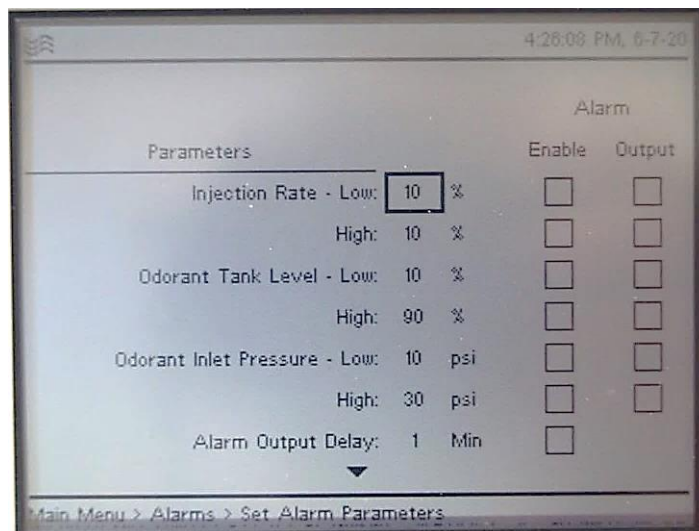 4:26:08 PM, 6-7-20
Alarm
Parameters Enable Output
Injection Rate - Low: 10 %
High: 10 %
Odorant Tank Level - Low: 10 %
High: 90 %
Odorant Inlet Pressure - Low: 10 psi
High: 30 psi
Alarm Output Delay: 1 Min
Main Menu > Alarms > Set Alarm Parameters